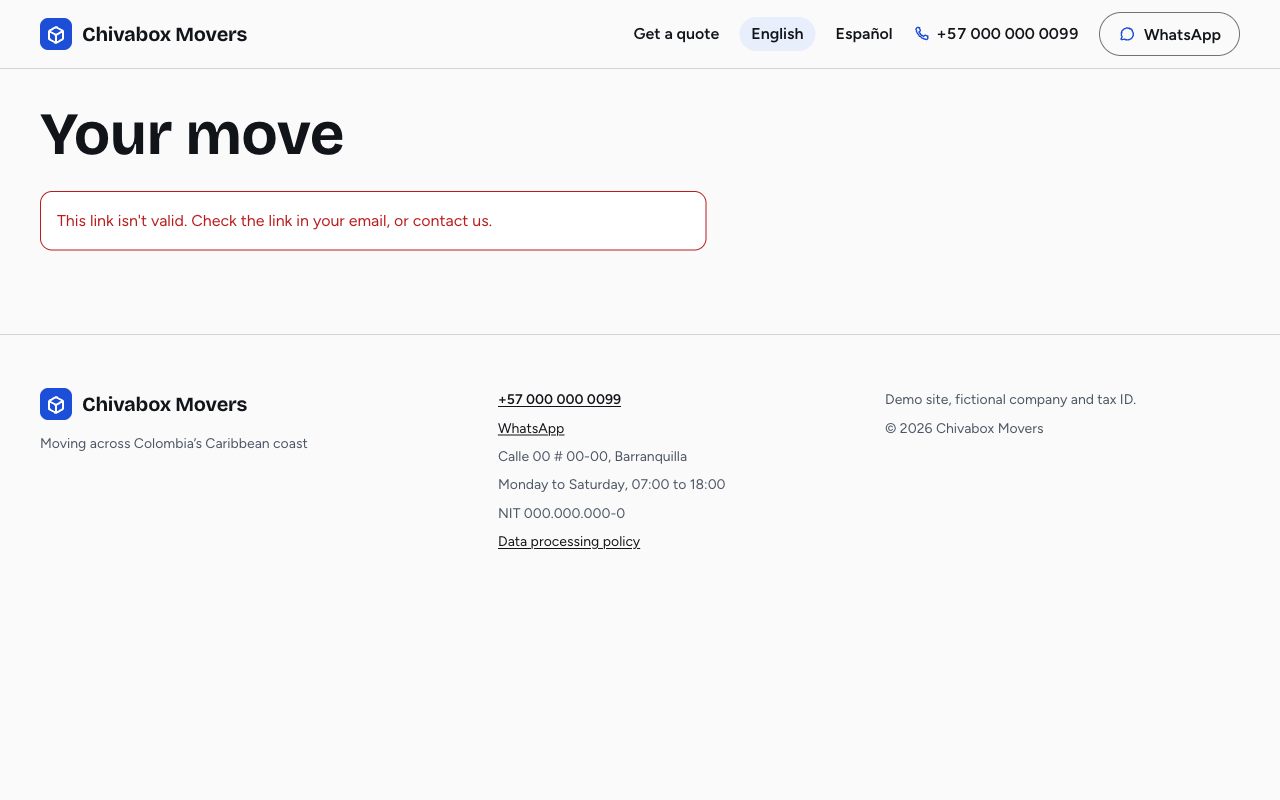 Chivabox Movers
Get a quote
English
Español
+57 000 000 0099
WhatsApp
Your move
This link isn't valid. Check the link in your email, or contact us.
Chivabox Movers
Moving across Colombia’s Caribbean coast
+57 000 000 0099
WhatsApp
Calle 00 # 00-00, Barranquilla
Monday to Saturday, 07:00 to 18:00
NIT 000.000.000-0
Data processing policy
Demo site, fictional company and tax ID.
© 2026 Chivabox Movers